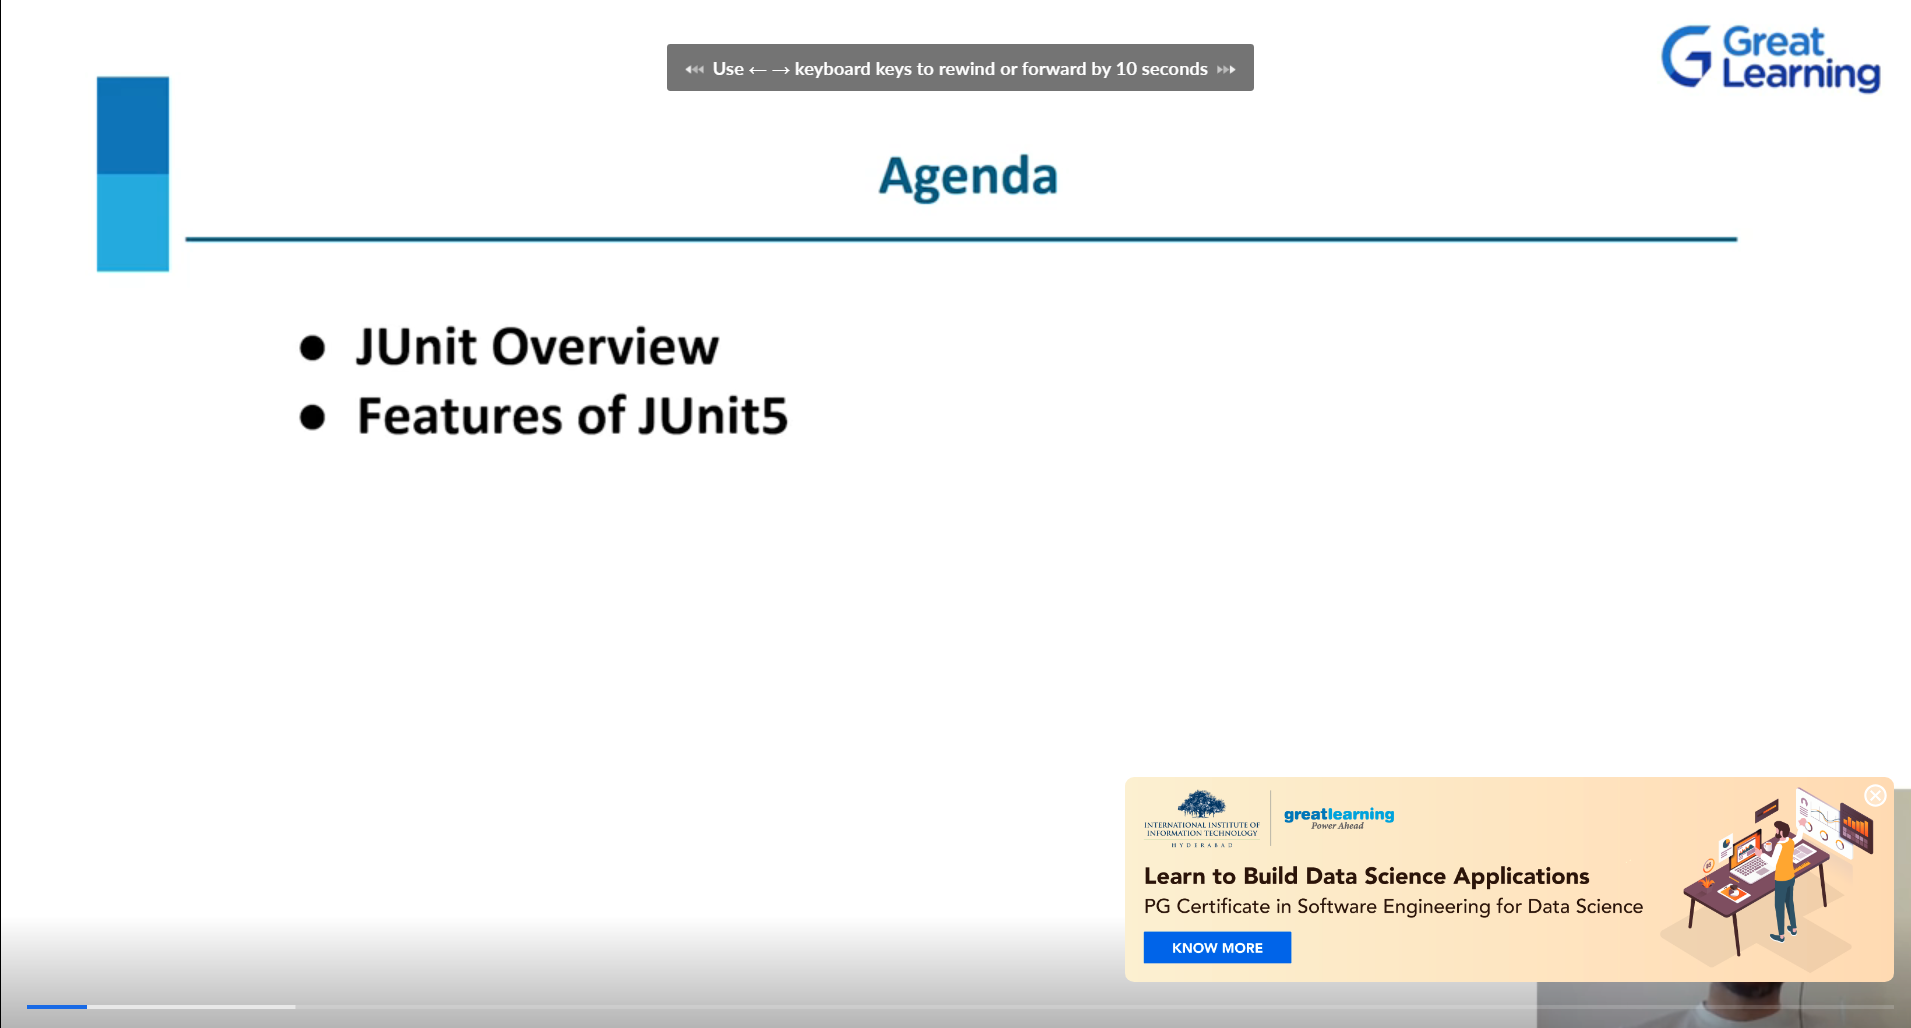 Great
Learning
Use ← → keyboard keys to rewind or forward by 10 seconds
Agenda
● JUnit Overview
● Features of JUnit5
INTERNATIONAL INSTITUTE OF
INFORMATION TECHNOLOGY
HYDERABAD
greatlearning
Power Ahead
Learn to Build Data Science Applications
PG Certificate in Software Engineering for Data Science
KNOW MORE